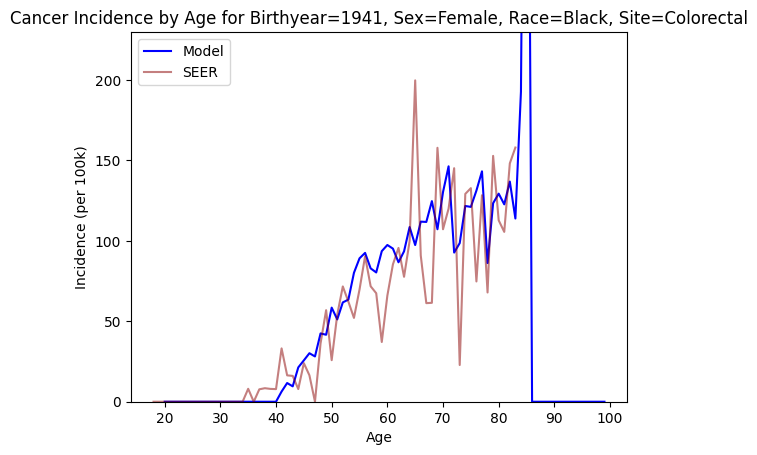 Cancer Incidence by Age for Birthyear=1941, Sex=Female, Race=Black, Site=Colorectal
Model
SEER
Incidence (per 100k)
200
150
100
50
0
20 30 40 50 60 70 80 90 100
Age